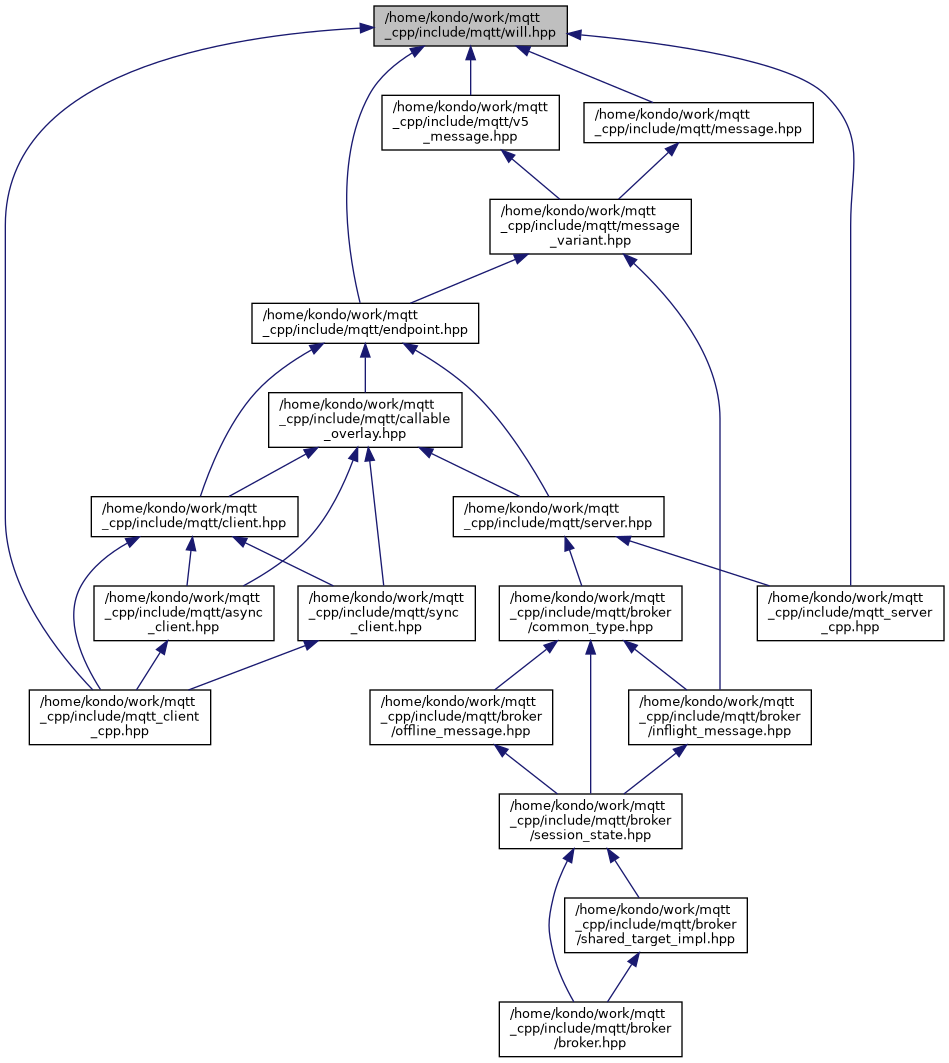 /home/kondo/work/mqtt
_cpp/include/mqtt/will.hpp
/home/kondo/work/mqtt
_cpp/include/mqtt/v5
_message.hpp
/home/kondo/work/mqtt
_cpp/include/mqtt/message.hpp
/home/kondo/work/mqtt
_cpp/include/mqtt/message
_variant.hpp
/home/kondo/work/mqtt
_cpp/include/mqtt/endpoint.hpp
/home/kondo/work/mqtt
_cpp/include/mqtt/callable
_overlay.hpp
/home/kondo/work/mqtt
_cpp/include/mqtt/client.hpp
/home/kondo/work/mqtt
_cpp/include/mqtt/server.hpp
/home/kondo/work/mqtt
_cpp/include/mqtt/async
_client.hpp
/home/kondo/work/mqtt
_cpp/include/mqtt/sync
_client.hpp
/home/kondo/work/mqtt
_cpp/include/mqtt/broker
/common_type.hpp
/home/kondo/work/mqtt
_cpp/include/mqtt_server
_cpp.hpp
/home/kondo/work/mqtt
_cpp/include/mqtt_client
_cpp.hpp
/home/kondo/work/mqtt
_cpp/include/mqtt/broker
/offline_message.hpp
/home/kondo/work/mqtt
_cpp/include/mqtt/broker
/inflight_message.hpp
/home/kondo/work/mqtt
_cpp/include/mqtt/broker
/session_state.hpp
/home/kondo/work/mqtt
_cpp/include/mqtt/broker
/shared_target_impl.hpp
/home/kondo/work/mqtt
_cpp/include/mqtt/broker
/broker.hpp